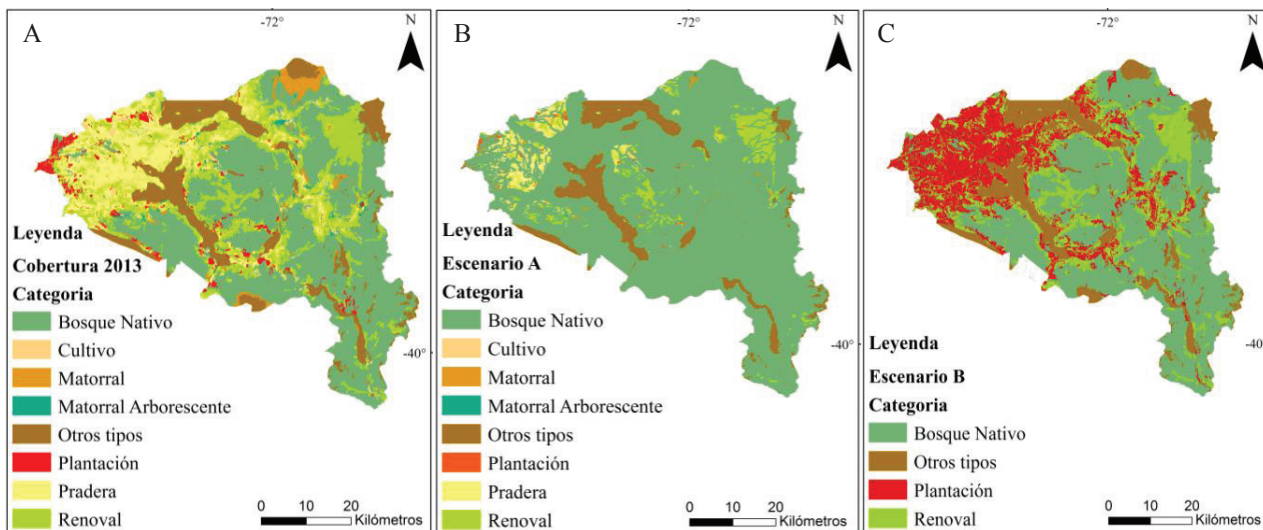 A
-72°
N
-40°
Leyenda
Cobertura 2013
Categoria
Bosque Nativo
Cultivo
Matorral
Matorral Arborescente
Otros tipos
Plantación
Pradera
Renoval
0 10 20
Kilómetros
B
-72°
N
-40°
Leyenda
Escenario A
Categoria
Bosque Nativo
Cultivo
Matorral
Matorral Arborescente
Otros tipos
Plantación
Pradera
Renoval
0 10 20
Kilómetros
C
-72°
N
-40°
Leyenda
Escenario B
Categoria
Bosque Nativo
Otros tipos
Plantación
Renoval
0 10 20
Kilómetros